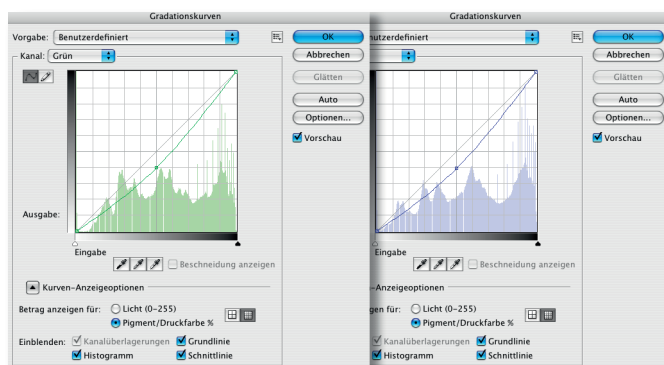 Gradationskurven
Vorgabe: Benutzerdefiniert
OK
Kanal: Grün
Abbrechen
Glätten
Auto
Optionen...
Vorschau
Ausgabe:
Eingabe
Beschneidung anzeigen
Kurven-Anzeigeoptionen
Betrag anzeigen für: Licht (0-255)
Pigment/Druckfarbe %
Einblenden: Kanalüberlagerungen Grundlinie
Histogramm Schnittlinie
Gradationskurven
nutzerdefiniert
OK
Abbrechen
Glätten
Auto
Optionen...
Vorschau
Eingabe
Beschneidung anzeigen
-Anzeigeoptionen
gen für: Licht (0-255)
Pigment/Druckfarbe %
Kanalüberlagerungen Grundlinie
Histogramm Schnittlinie